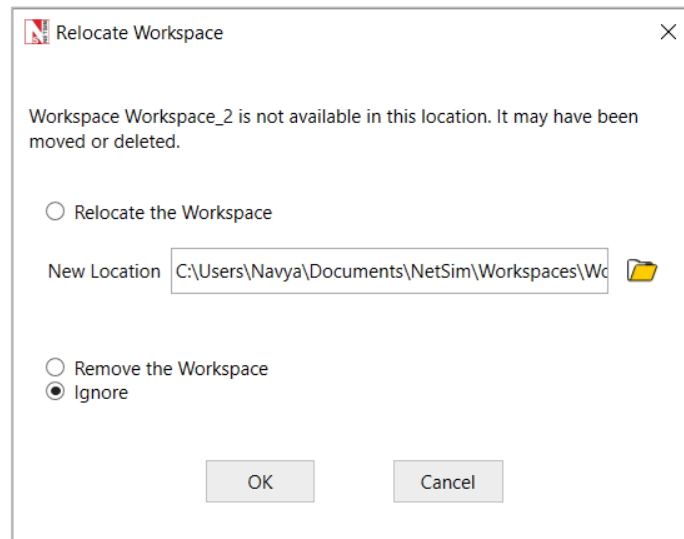 Relocate Workspace
Workspace Workspace_2 is not available in this location. It may have been
moved or deleted.
Relocate the Workspace
New Location C:\Users\Navya\Documents\NetSim\Workspaces\Wo
Remove the Workspace
Ignore
OK Cancel